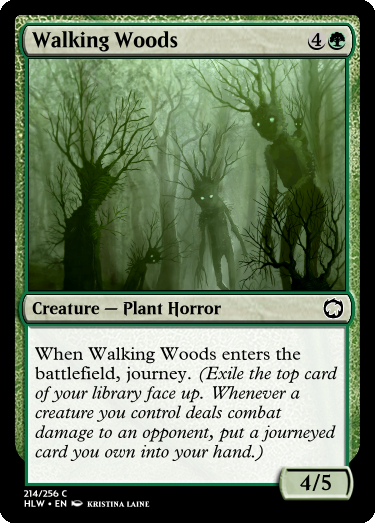 Walking Woods 4
Creature — Plant Horror
When Walking Woods enters the
battlefield, journey. (Exile the top card
of your library face up. Whenever a
creature you control deals combat
damage to an opponent, put a journeyed
card you own into your hand.)
4/5
214/256 C
HLW • EN KRISTINA LAINE